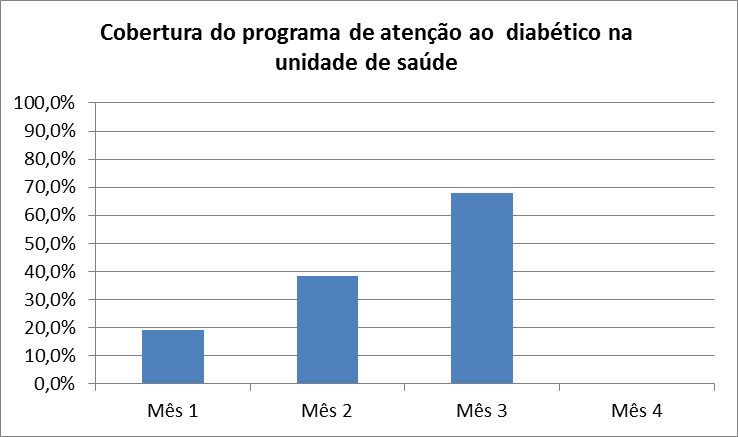 Cobertura do programa de atenção ao  diabético na
unidade de saúde
100,0%
90,0%
80,0%
70,0%
60,0%
50,0%
40,0%
30,0%
20,0%
10,0%
0,0%
Mês 1
Mês 2
Mês 3
Mês 4